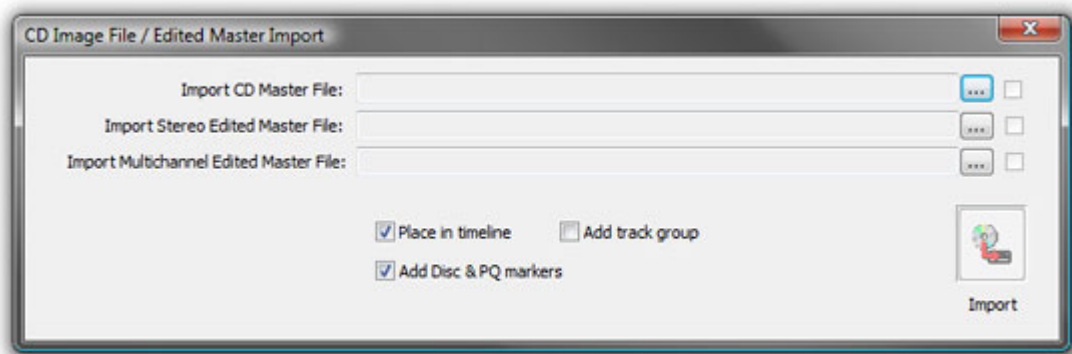 CD Image File / Edited Master Import
Import CD Master File: ...
Import Stereo Edited Master File: ...
Import Multichannel Edited Master File: ...
Place in timeline Add track group
Add Disc & PQ markers
Import